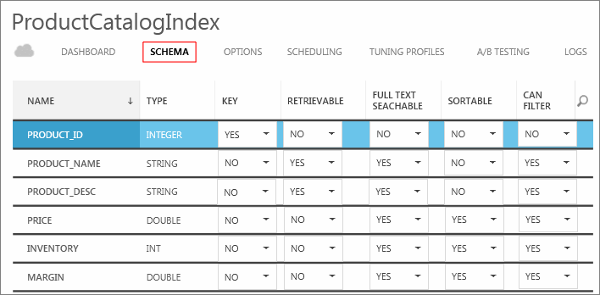 ProductCatalogIndex
DASHBOARD SCHEMA OPTIONS SCHEDULING TUNING PROFILES A/B TESTING LOGS
NAME TYPE KEY RETRIEVABLE FULL TEXT SEACHABLE SORTABLE CAN FILTER
PRODUCT_ID INTEGER YES NO NO NO NO
PRODUCT_NAME STRING NO YES YES NO YES
PRODUCT_DESC STRING NO YES YES NO YES
PRICE DOUBLE NO NO YES YES YES
INVENTORY INT NO NO YES YES YES
MARGIN DOUBLE NO NO YES YES YES